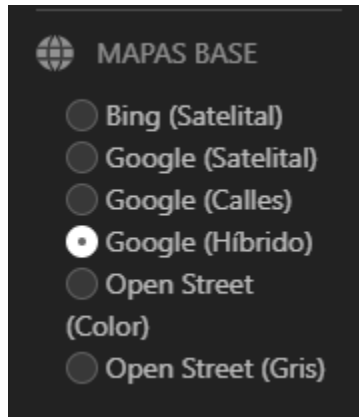 MAPAS BASE
Bing (Satelital)
Google (Satelital)
Google (Calles)
Google (Híbrido)
Open Street
(Color)
Open Street (Gris)